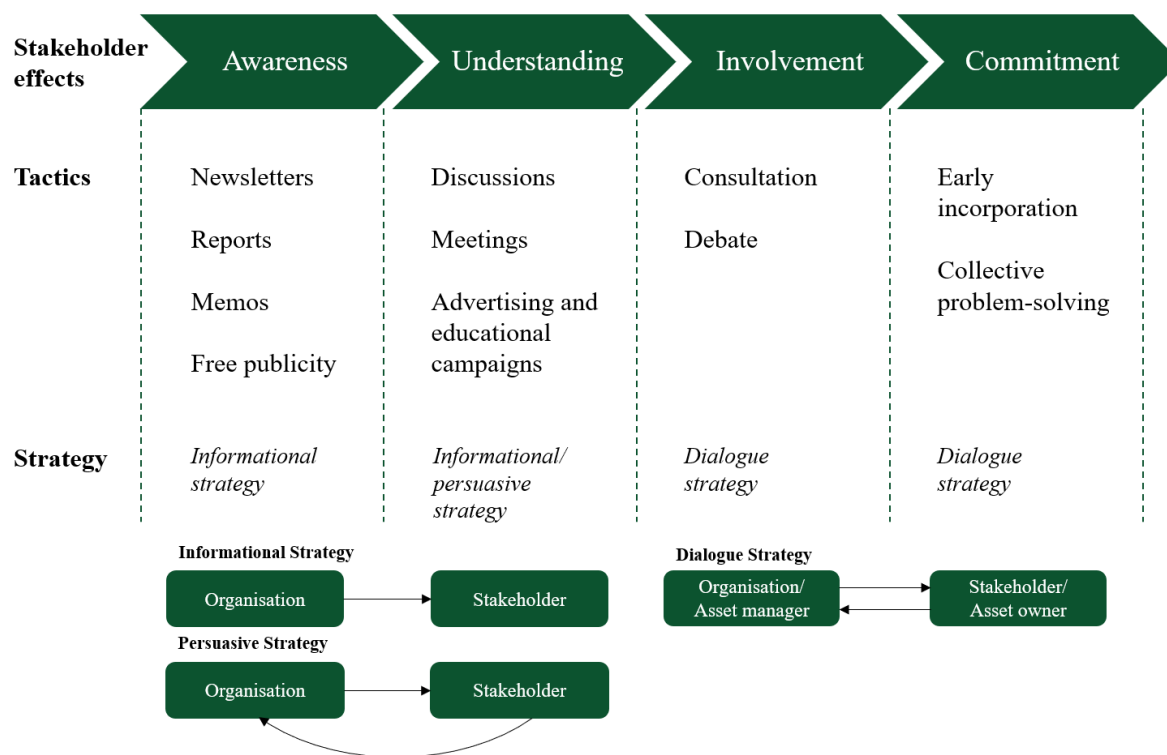 Stakeholder
effects
Awareness
Understanding
Involvement
Commitment
Tactics
Newsletters
Reports
Memos
Free publicity
Discussions
Meetings
Advertising and
educational
campaigns
Consultation
Debate
Early
incorporation
Collective
problem-solving
Strategy
Informational
strategy
Informational/
persuasive
strategy
Dialogue
strategy
Dialogue
strategy
Informational Strategy
Organisation
Stakeholder
Persuasive Strategy
Organisation
Stakeholder
Dialogue Strategy
Organisation/
Asset manager
Stakeholder/
Asset owner